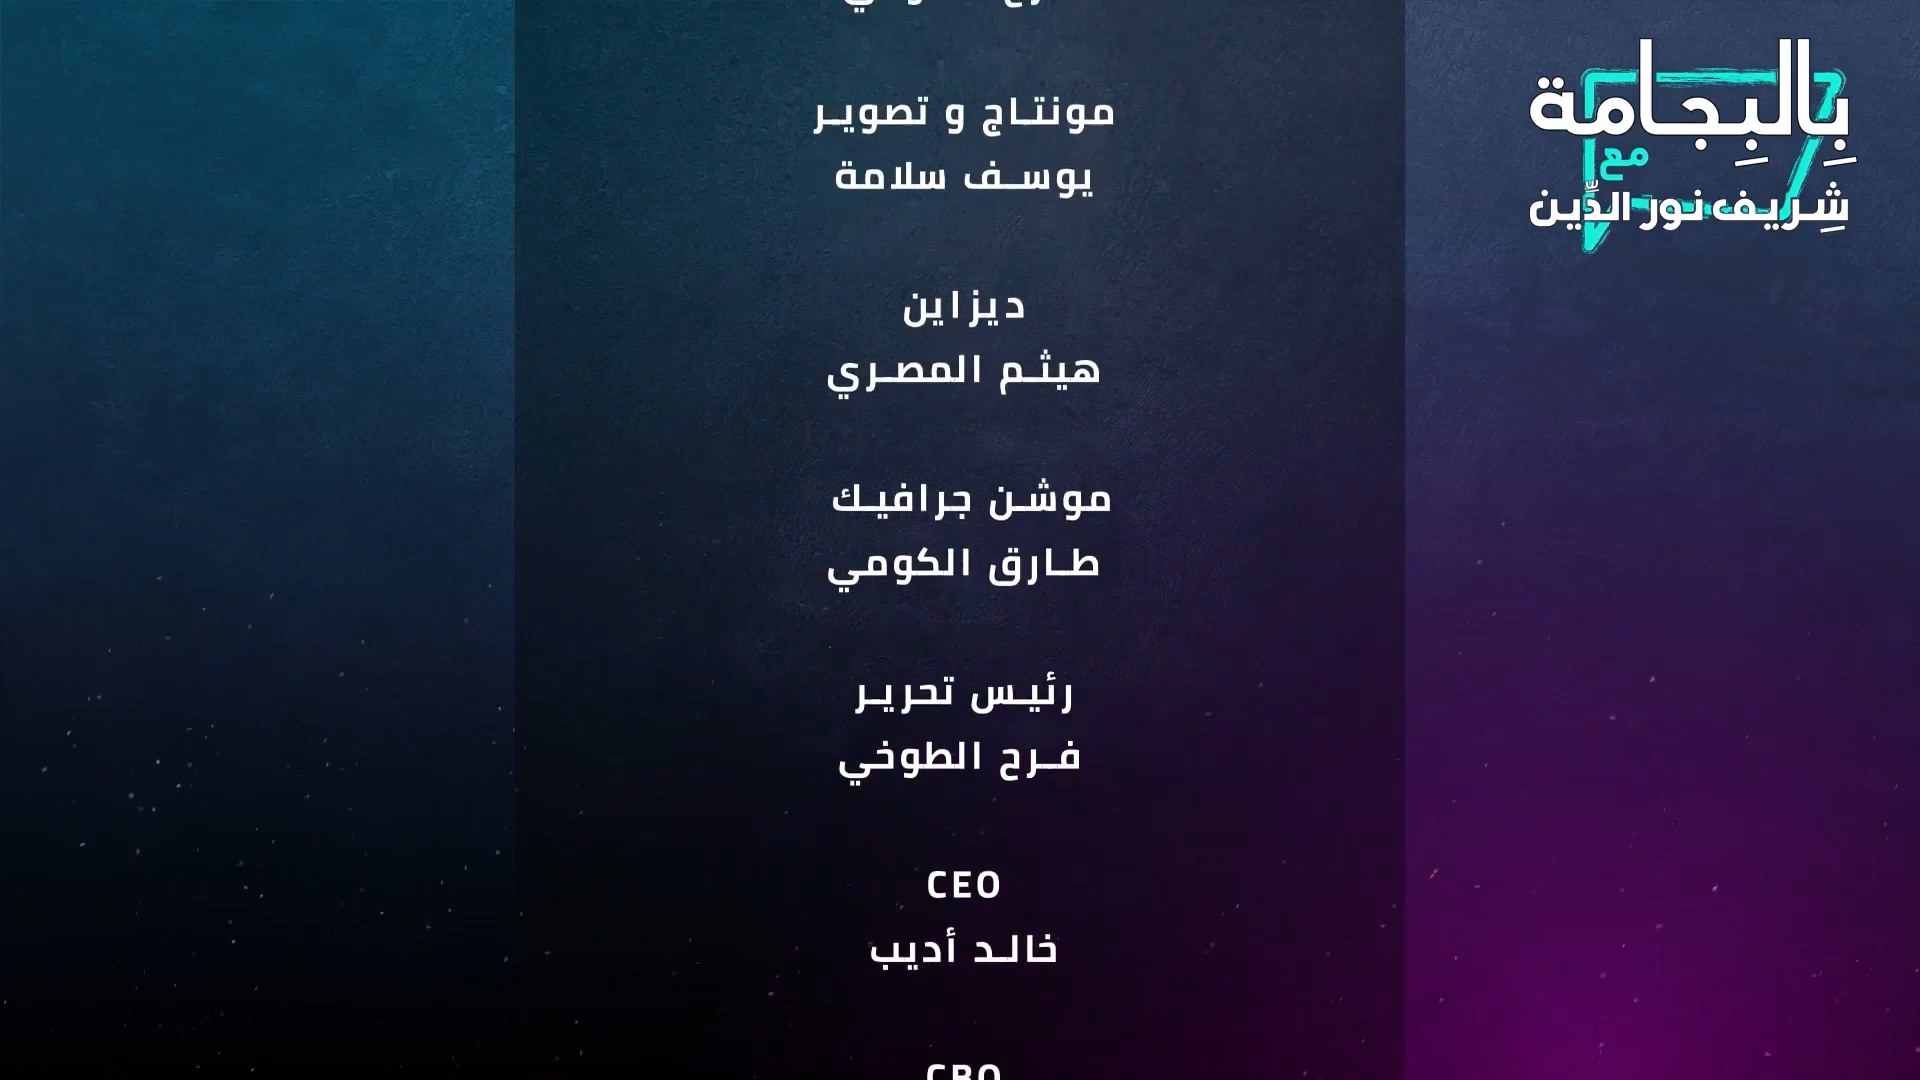 بِالبِجامة
مع
شِريف نور الدِّين
مونتاج و تصوير
يوسف سلامة
ديزاين
هيثم المصري
موشن جرافيك
طارق الكومي
رئيس تحرير
فرح الطوخي
CEO
خالد أديب